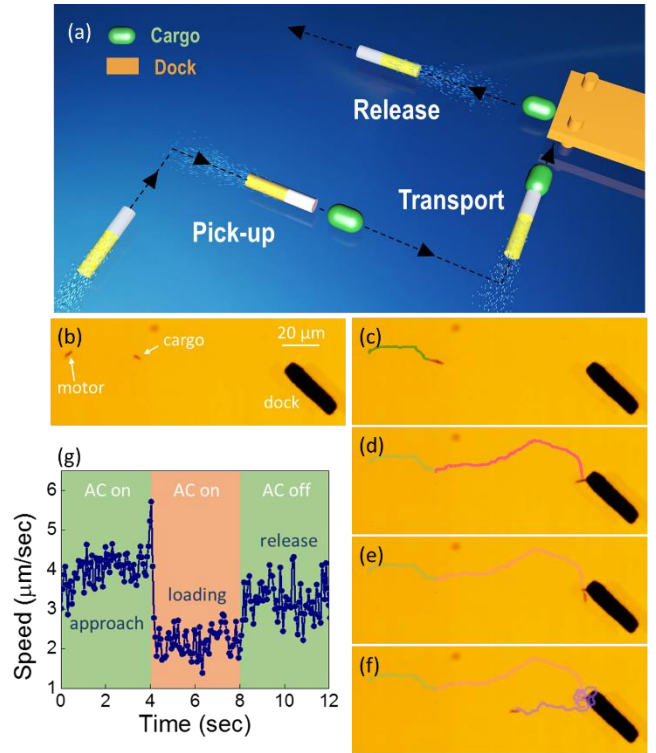 (a)
Cargo
Dock
Release
Transport
Pick-up
(b)
20 μm
cargo
motor
dock
(c)
(d)
(e)
(f)
(g)
AC on AC on AC off
release
loading
approach
Speed (μm/sec)
6
5
4
3
2
1
0 2 4 6 8 10 12
Time (sec)